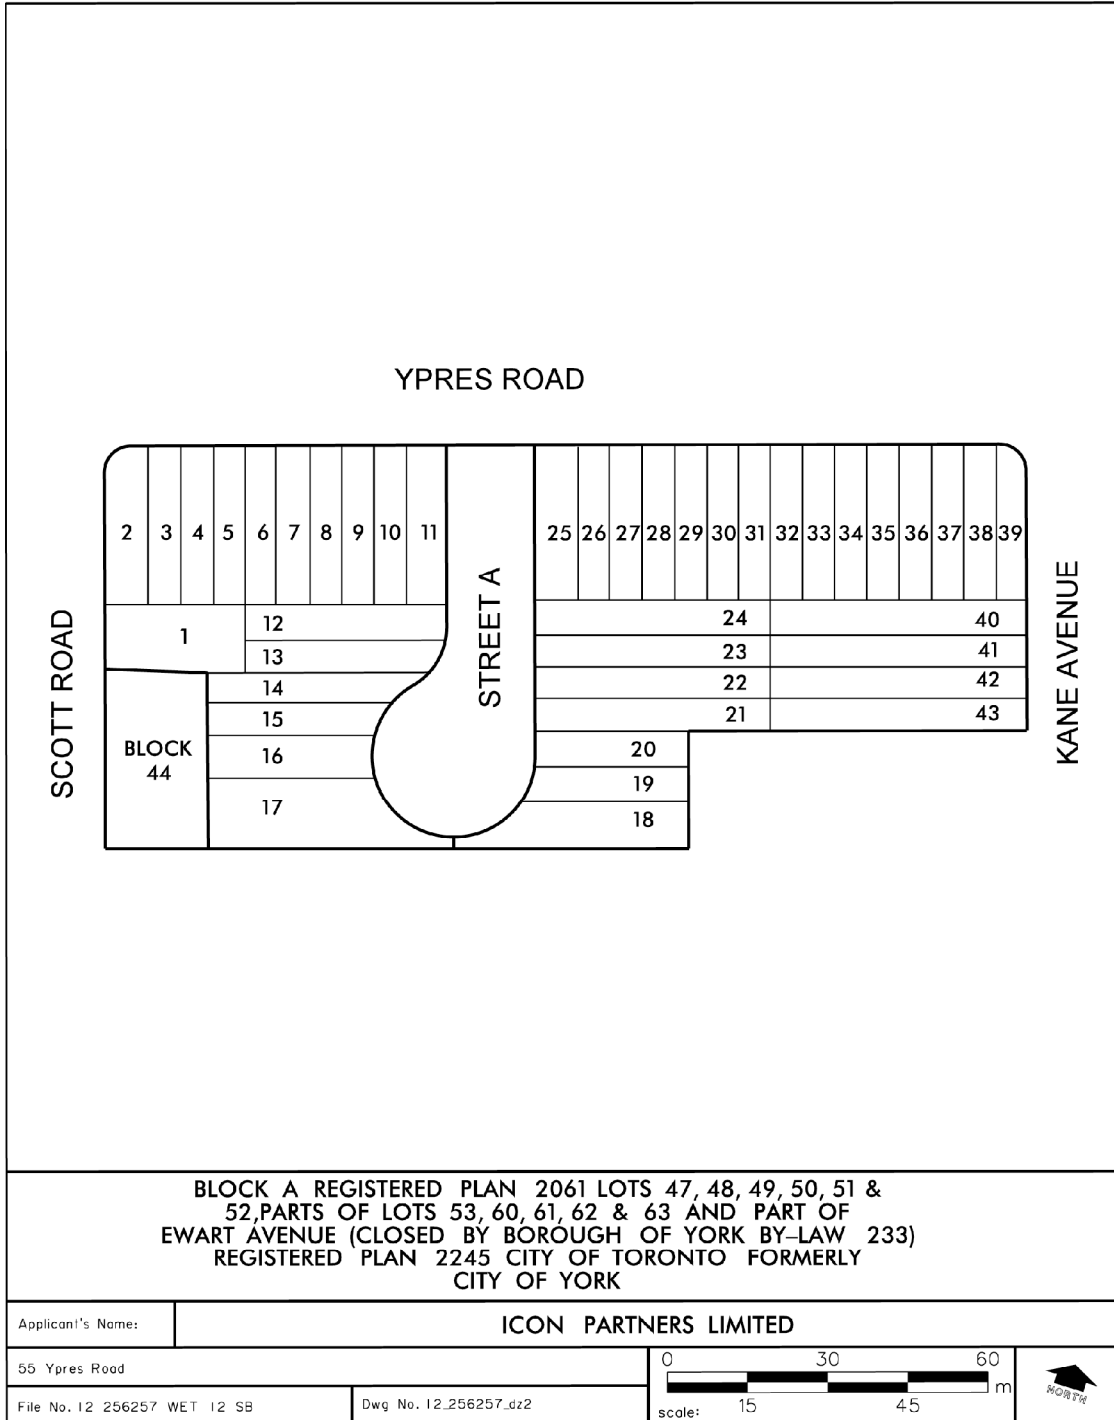 YPRES ROAD
2 3 4 5 6 7 8 9 10 11
25 26 27 28 29 30 31 32 33 34 35 36 37 38 39
SCOTT ROAD
STREET A
KANE AVENUE
1
12
13
14
15
16
17
BLOCK
44
24
23
22
21
20
19
18
40
41
42
43
BLOCK A REGISTERED PLAN 2061 LOTS 47, 48, 49, 50, 51 &
52,PARTS OF LOTS 53, 60, 61, 62 & 63 AND PART OF
EWART AVENUE (CLOSED BY BOROUGH OF YORK BY-LAW 233)
REGISTERED PLAN 2245 CITY OF TORONTO FORMERLY
CITY OF YORK
Applicant's Name:
ICON PARTNERS LIMITED
55 Ypres Road
File No. 12 256257 WET 12 SB
Dwg No. 12_256257_dz2
0 30 60
m
scale: 15 45
NORTH